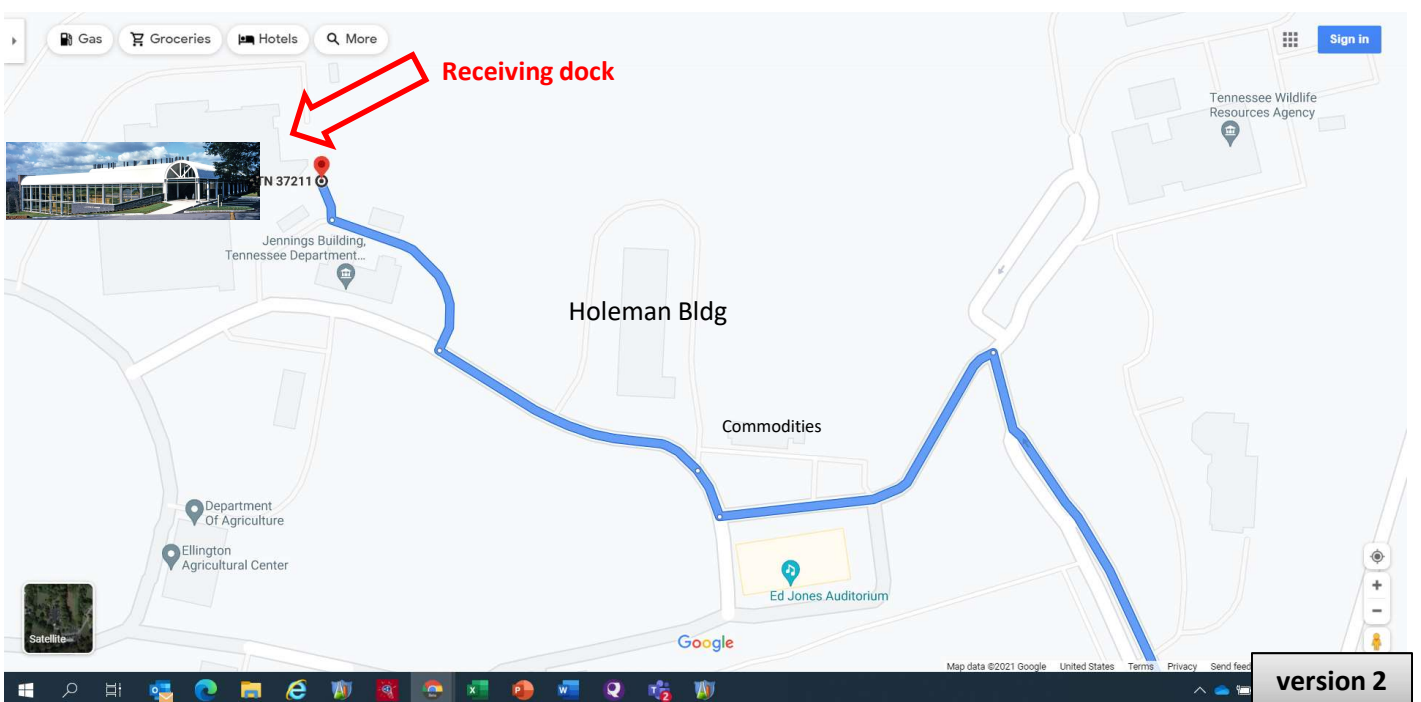 Gas
Groceries
Hotels
More
Sign in
Receiving dock
Tennessee Wildlife
Resources Agency
TN 37211
Jennings Building,
Tennessee Department...
Holeman Bldg
Commodities
Department
Of Agriculture
Ellington
Agricultural Center
Ed Jones Auditorium
Satellite
Google
Map data ©2021 Google United States Terms Privacy Send feed
version 2